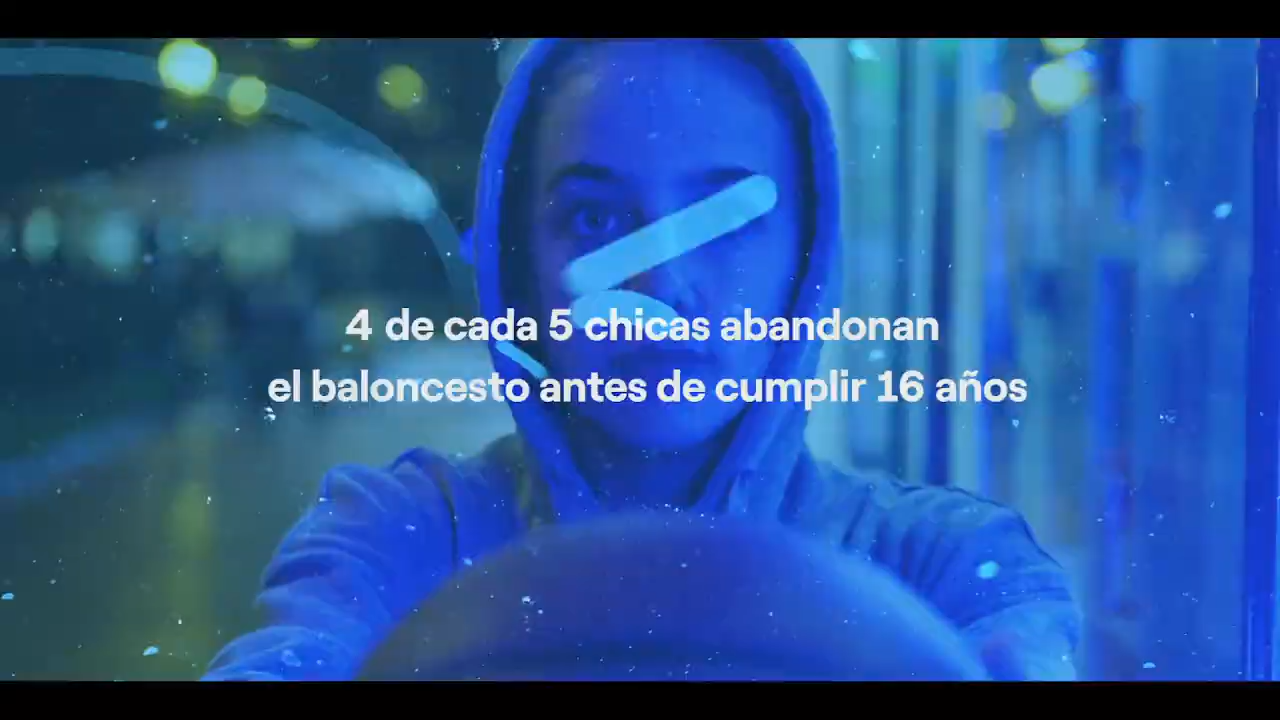 4 de cada 5 chicas abandonan
el baloncesto antes de cumplir 16 años